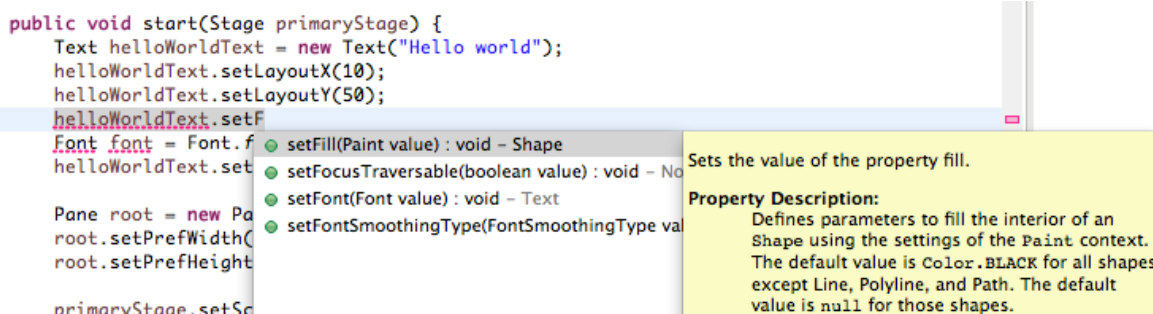 public void start(Stage primaryStage) {
Text helloWorldText = new Text("Hello world");
helloWorldText.setLayoutX(10);
helloWorldText.setLayoutY(50);
helloWorldText.setF
Font font = Font.f
helloWorldText.set
Pane root = new Pa
root.setPrefWidth(
root.setPrefHeight
primaryStage.setSc
setFill(Paint value) : void – Shape
setFocusTraversable(boolean value) : void – No
setFont(Font value) : void – Text
setFontSmoothingType(FontSmoothingType val
Sets the value of the property fill.
Property Description:
Defines parameters to fill the interior of an
Shape using the settings of the Paint context.
The default value is Color.BLACK for all shapes
except Line, Polyline, and Path. The default
value is null for those shapes.